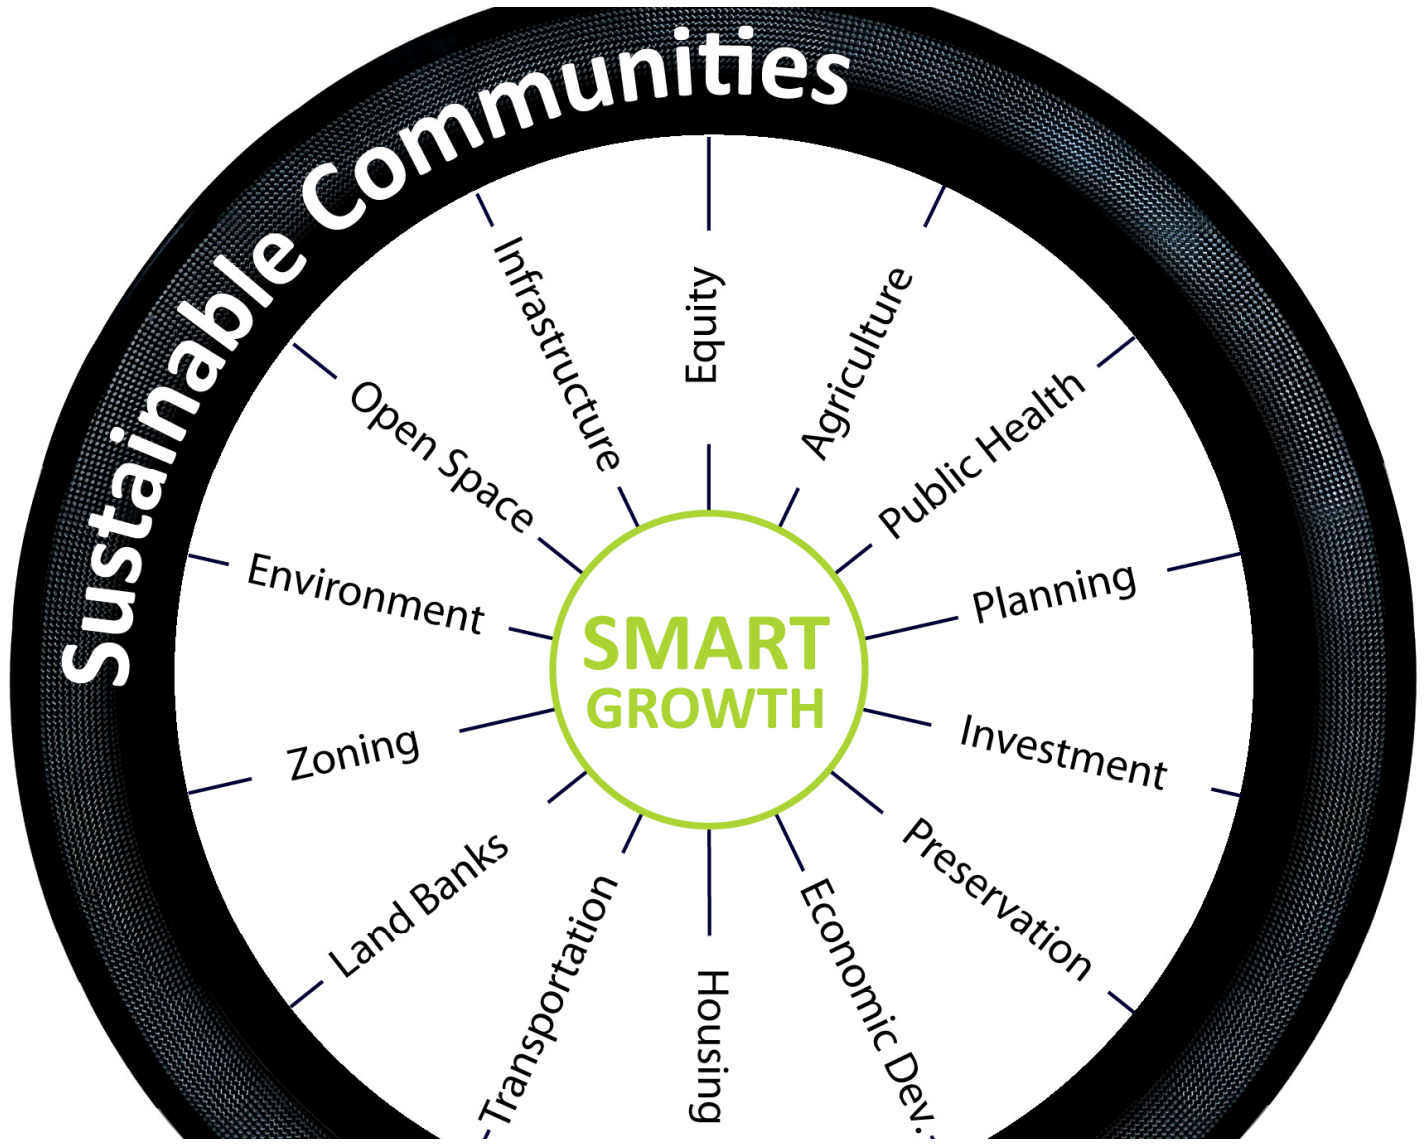 Sustainable Communities
Equity
Agriculture
Public Health
Planning
Investment
Preservation
Economic Dev.
Housing
Transportation
Land Banks
Zoning
Environment
Open Space
Infrastructure
SMART
GROWTH